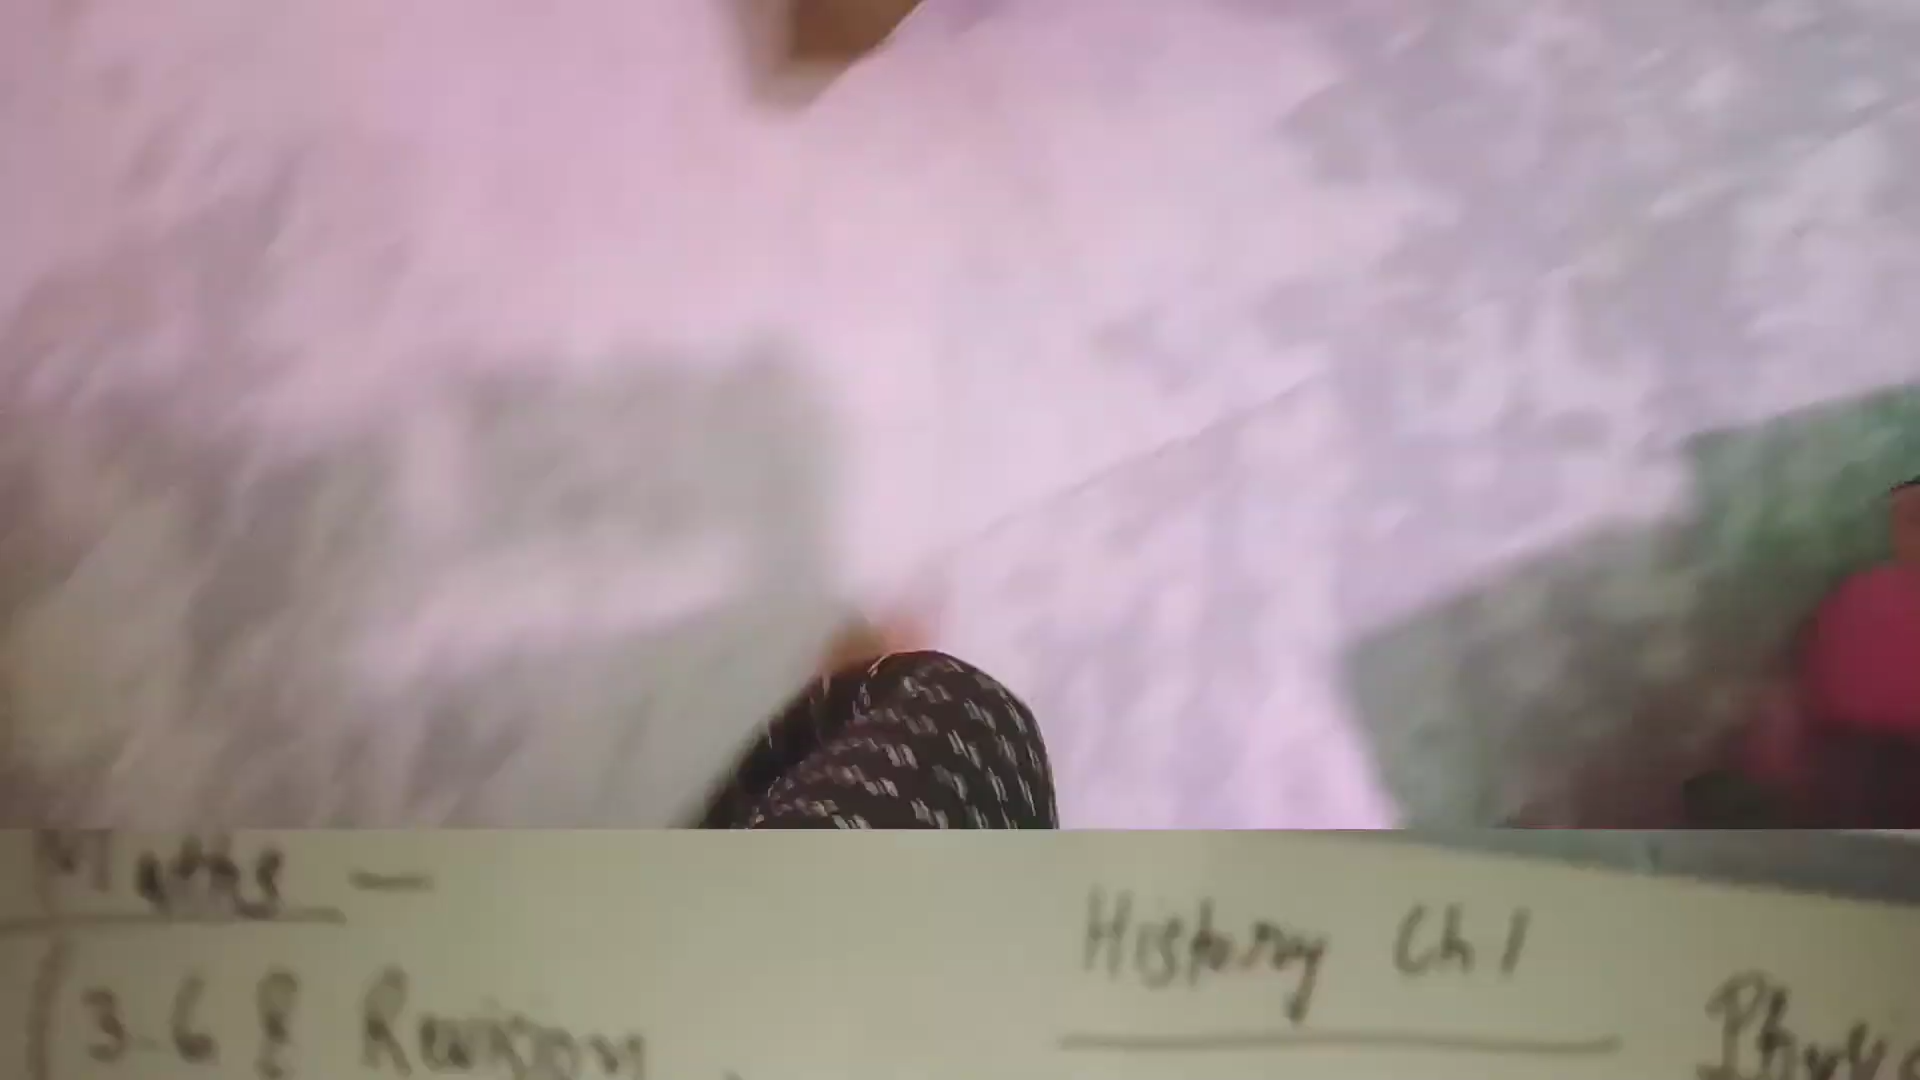 Maths —
History Ch 1
3.6 & Revision